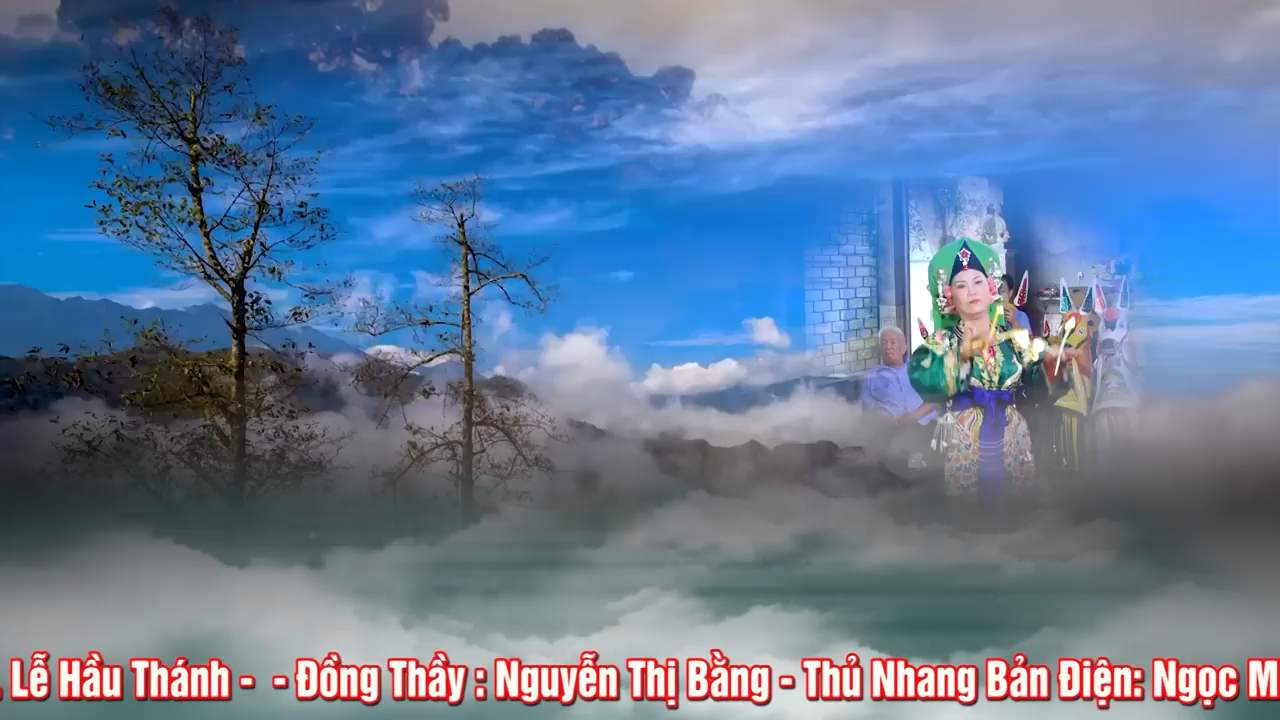 Lễ Hầu Thánh - - Đồng Thầy : Nguyễn Thị Bằng - Thủ Nhang Bản Điện: Ngọc M